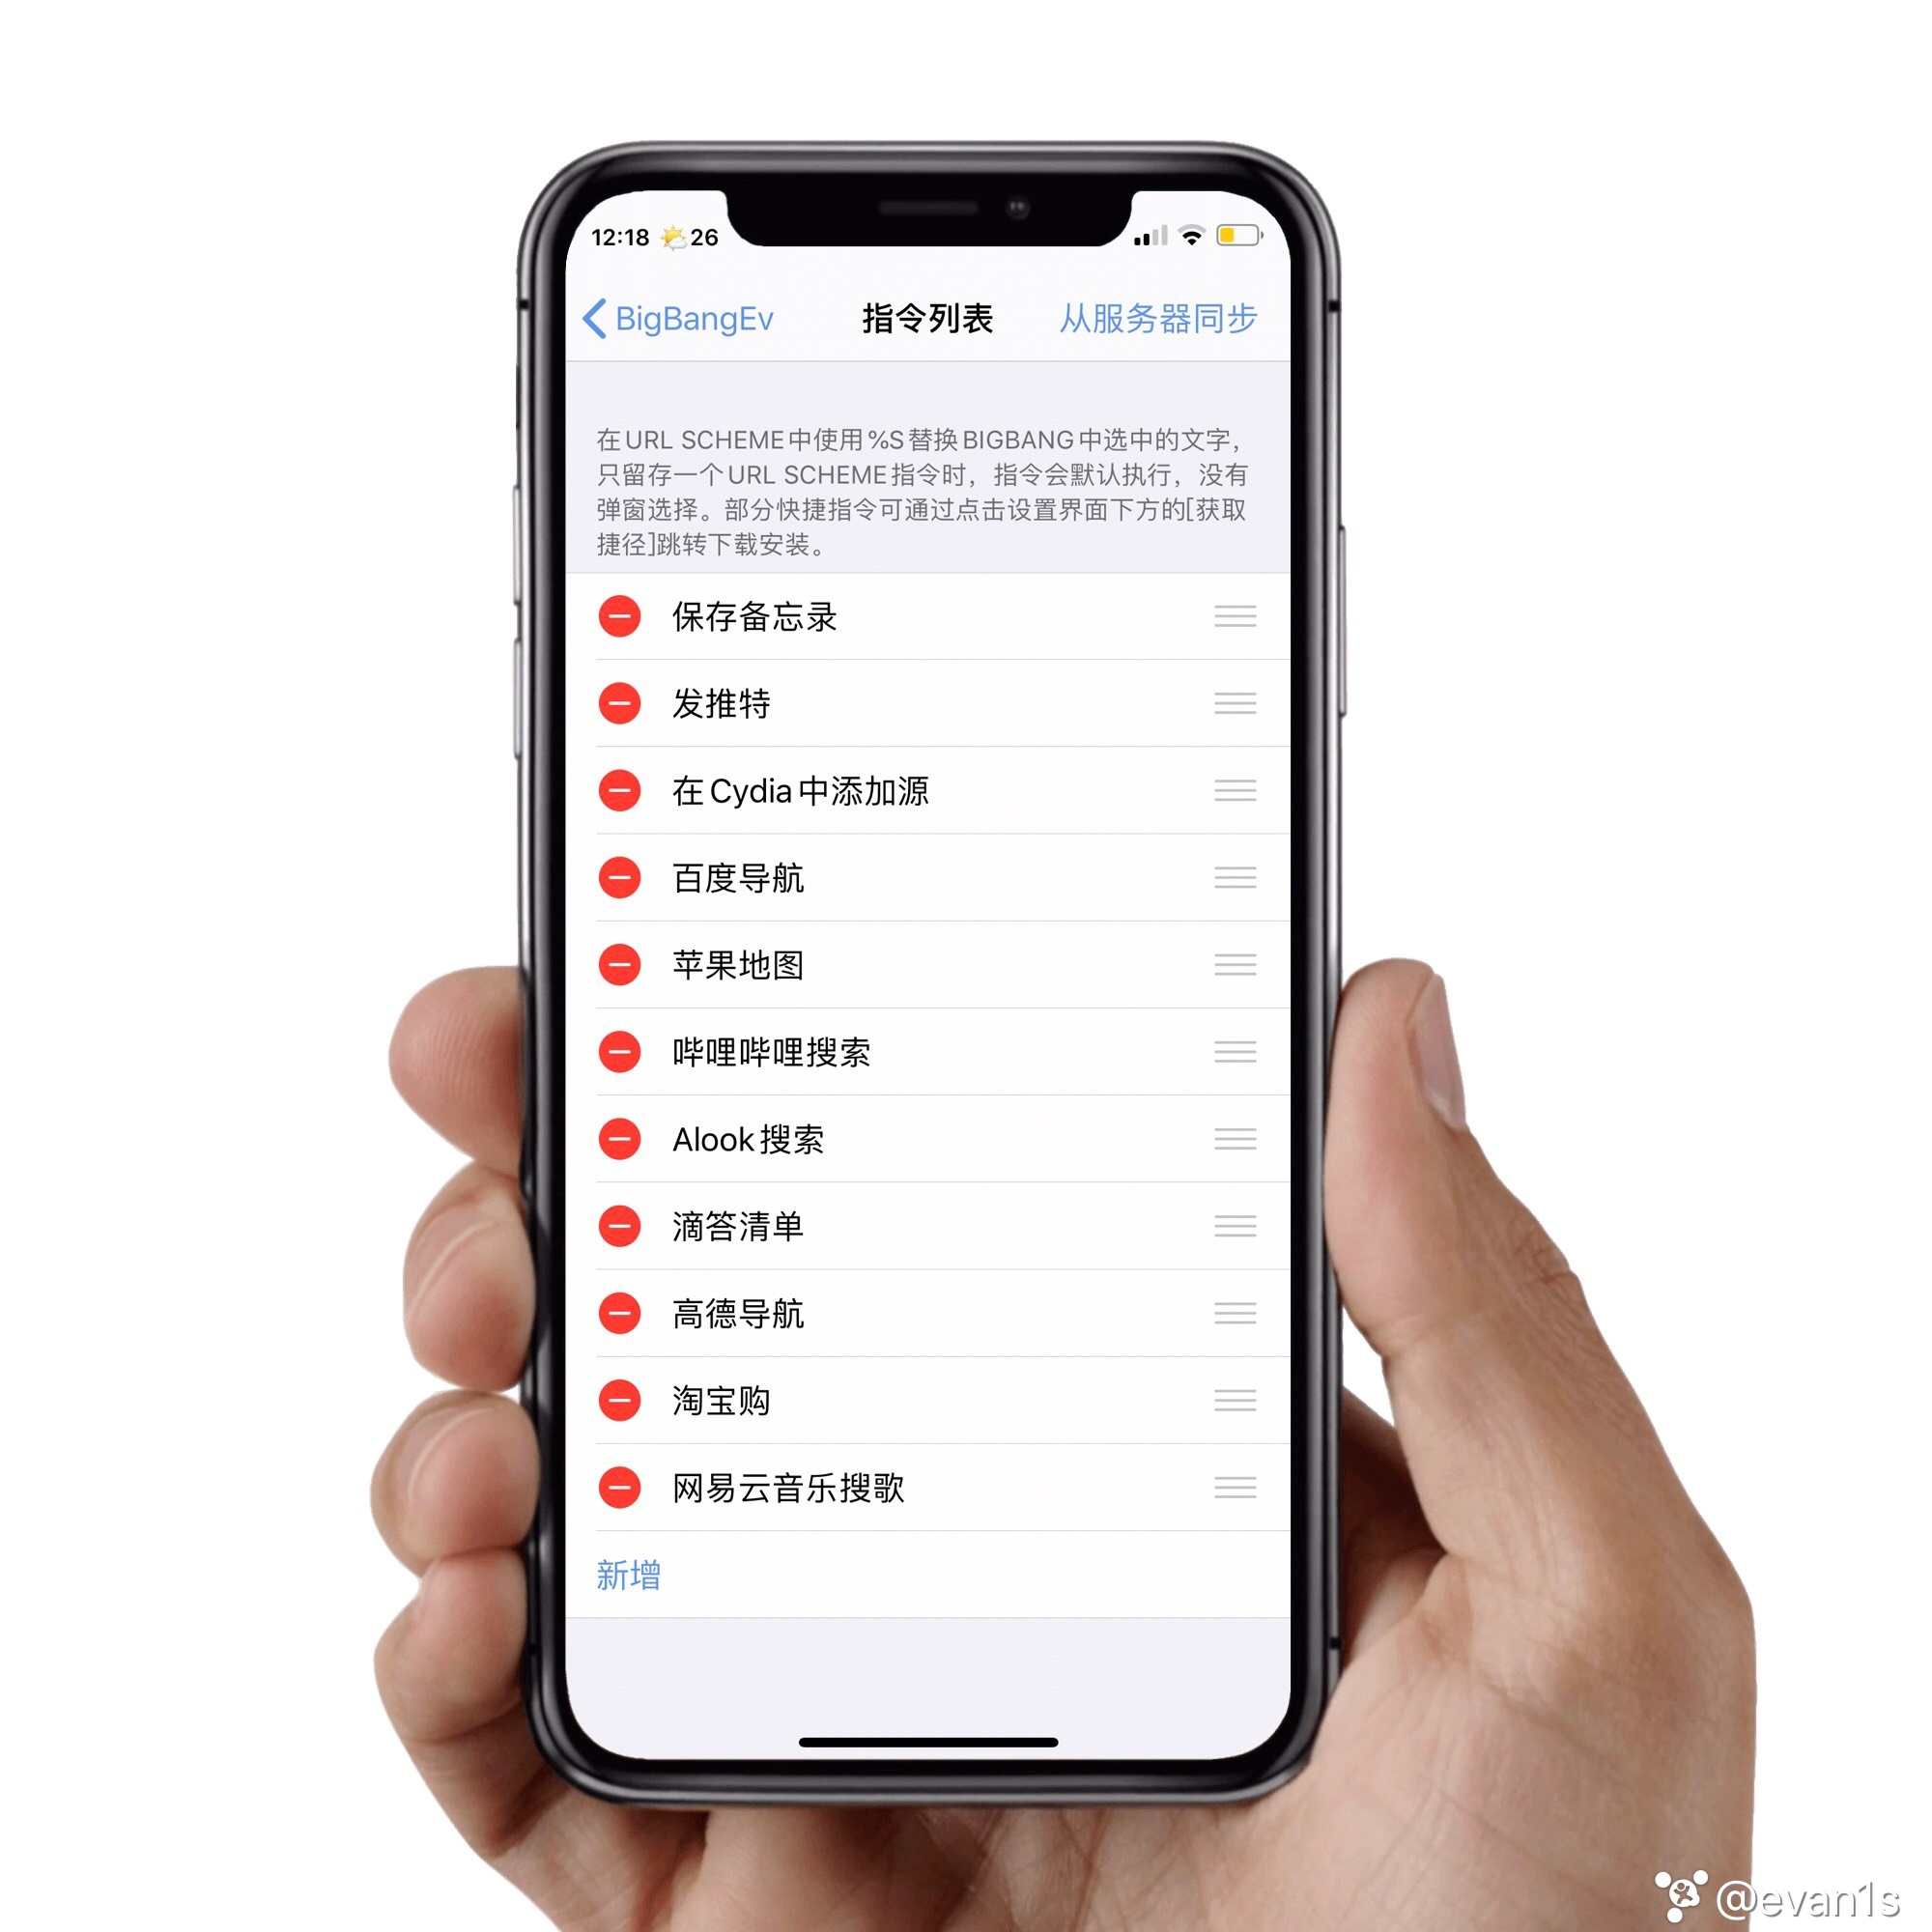 12:18 26
BigBangEv 指令列表 从服务器同步
在URL SCHEME中使用%S替换BIGBANG中选中的文字，
只留存一个URL SCHEME指令时，指令会默认执行，没有
弹窗选择。部分快捷指令可通过点击设置界面下方的[获取
捷径]跳转下载安装。
保存备忘录
发推特
在Cydia中添加源
百度导航
苹果地图
哔哩哔哩搜索
Alook搜索
滴答清单
高德导航
淘宝购
网易云音乐搜歌
新增
@evan1s